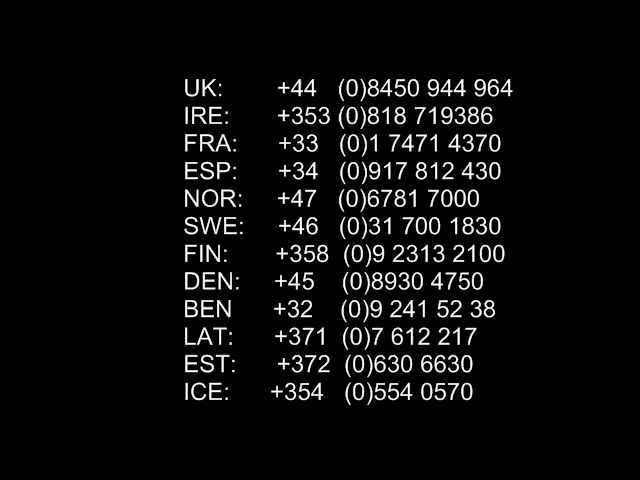 UK: +44 (0)8450 944 964
IRE: +353 (0)818 719386
FRA: +33 (0)1 7471 4370
ESP: +34 (0)917 812 430
NOR: +47 (0)6781 7000
SWE: +46 (0)31 700 1830
FIN: +358 (0)9 2313 2100
DEN: +45 (0)8930 4750
BEN +32 (0)9 241 52 38
LAT: +371 (0)7 612 217
EST: +372 (0)630 6630
ICE: +354 (0)554 0570